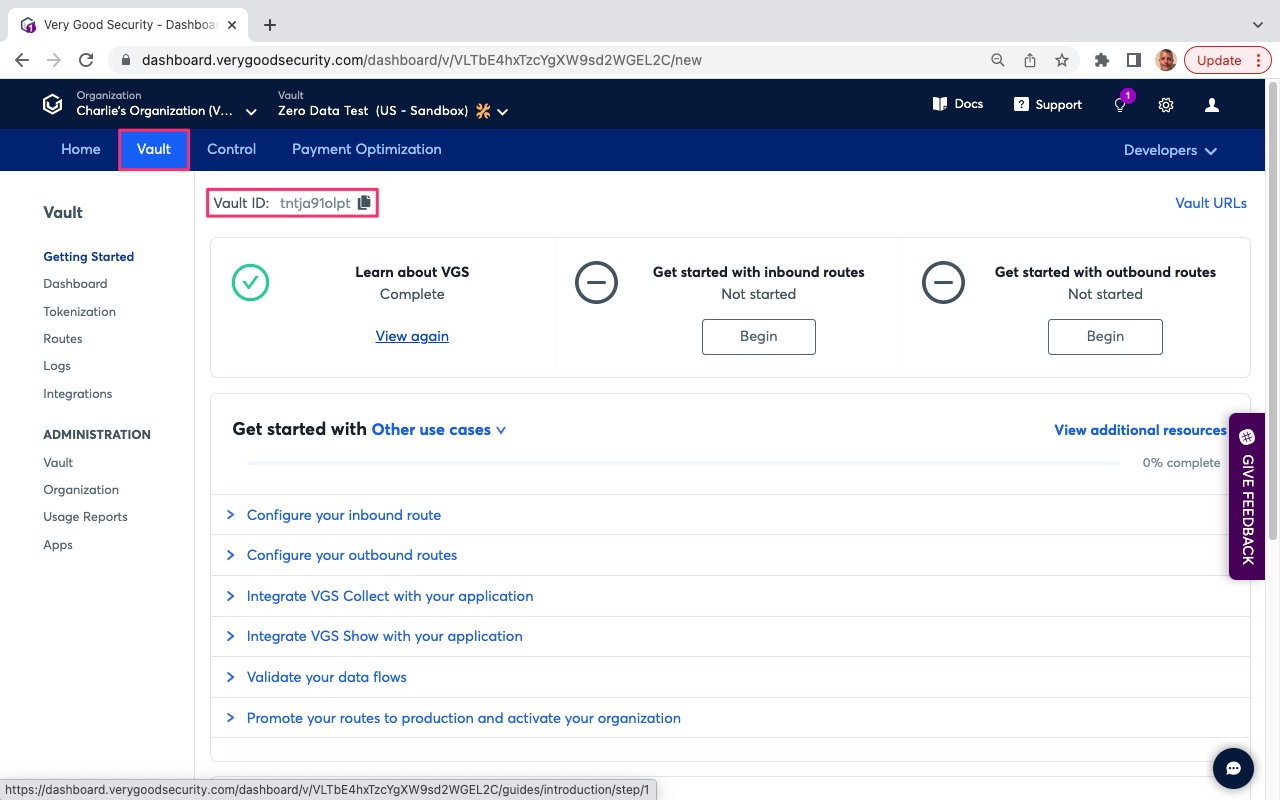 Very Good Security - Dashboa
dashboard.verygoodsecurity.com/dashboard/v/VLTbE4hxTzcYgXW9sd2WGEL2C/new
Update
Organization
Charlie's Organization (V...
Vault
Zero Data Test (US - Sandbox)
Docs
Support
1
Home
Vault
Control
Payment Optimization
Developers
Vault
Getting Started
Dashboard
Tokenization
Routes
Logs
Integrations
ADMINISTRATION
Vault
Organization
Usage Reports
Apps
Vault ID: tntja91olpt
Vault URLs
Learn about VGS
Complete
View again
Get started with inbound routes
Not started
Begin
Get started with outbound routes
Not started
Begin
Get started with Other use cases
View additional resources
0% complete
Configure your inbound route
Configure your outbound routes
Integrate VGS Collect with your application
Integrate VGS Show with your application
Validate your data flows
Promote your routes to production and activate your organization
GIVE FEEDBACK
https://dashboard.verygoodsecurity.com/dashboard/v/VLTbE4hxTzcYgXW9sd2WGEL2C/guides/introduction/step/1